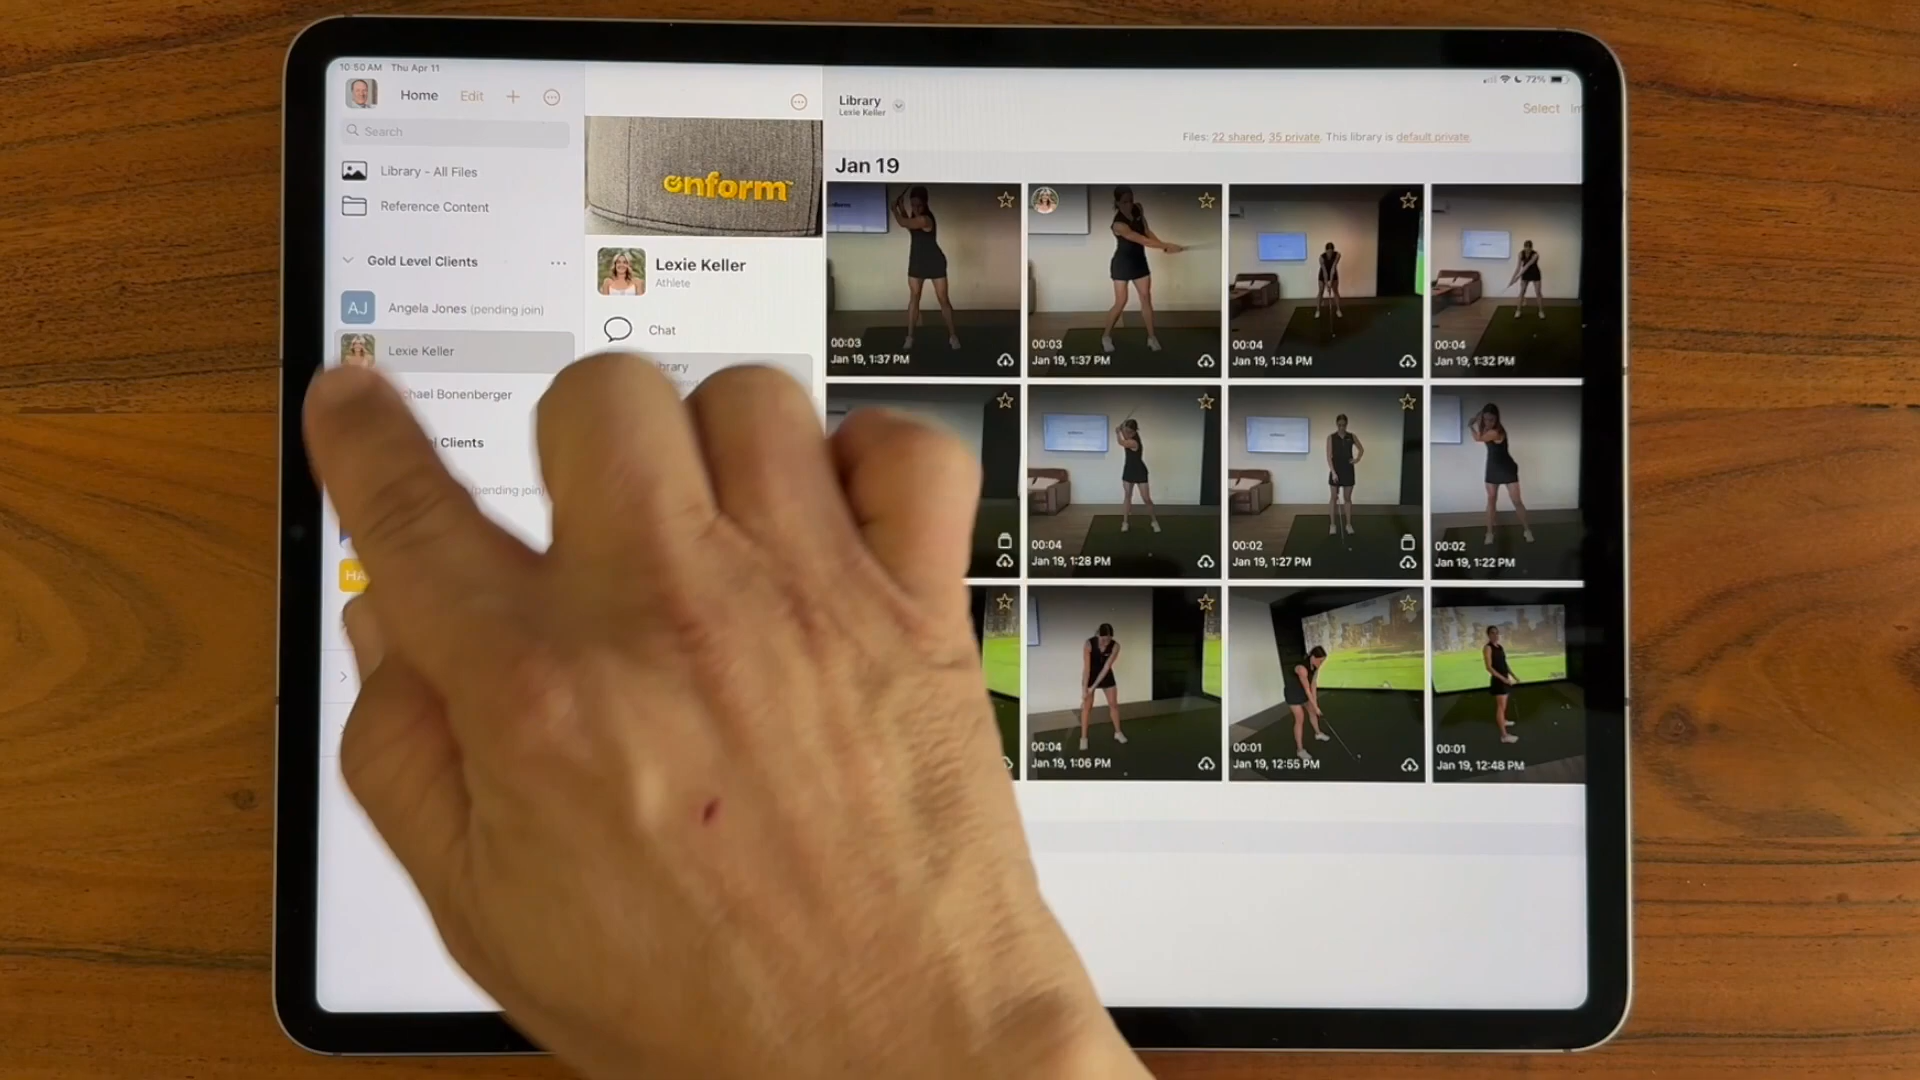 10:50 AM Thu Apr 11
72%
Home Edit
Search
Library - All Files
Reference Content
Gold Level Clients
Angela Jones (pending join)
AJ
Lexie Keller
Bonenberger
Clients
(pending join)
HA
onform
Lexie Keller
Athlete
Chat
Library
Lexie Keller
Select
Files: 22 shared, 35 private. This library is default private.
Jan 19
00:03
Jan 19, 1:37 PM
00:03
Jan 19, 1:37 PM
00:04
Jan 19, 1:34 PM
00:04
Jan 19, 1:32 PM
00:04
Jan 19, 1:28 PM
00:02
Jan 19, 1:27 PM
00:02
Jan 19, 1:22 PM
00:04
Jan 19, 1:06 PM
00:01
Jan 19, 12:55 PM
00:01
Jan 19, 12:48 PM